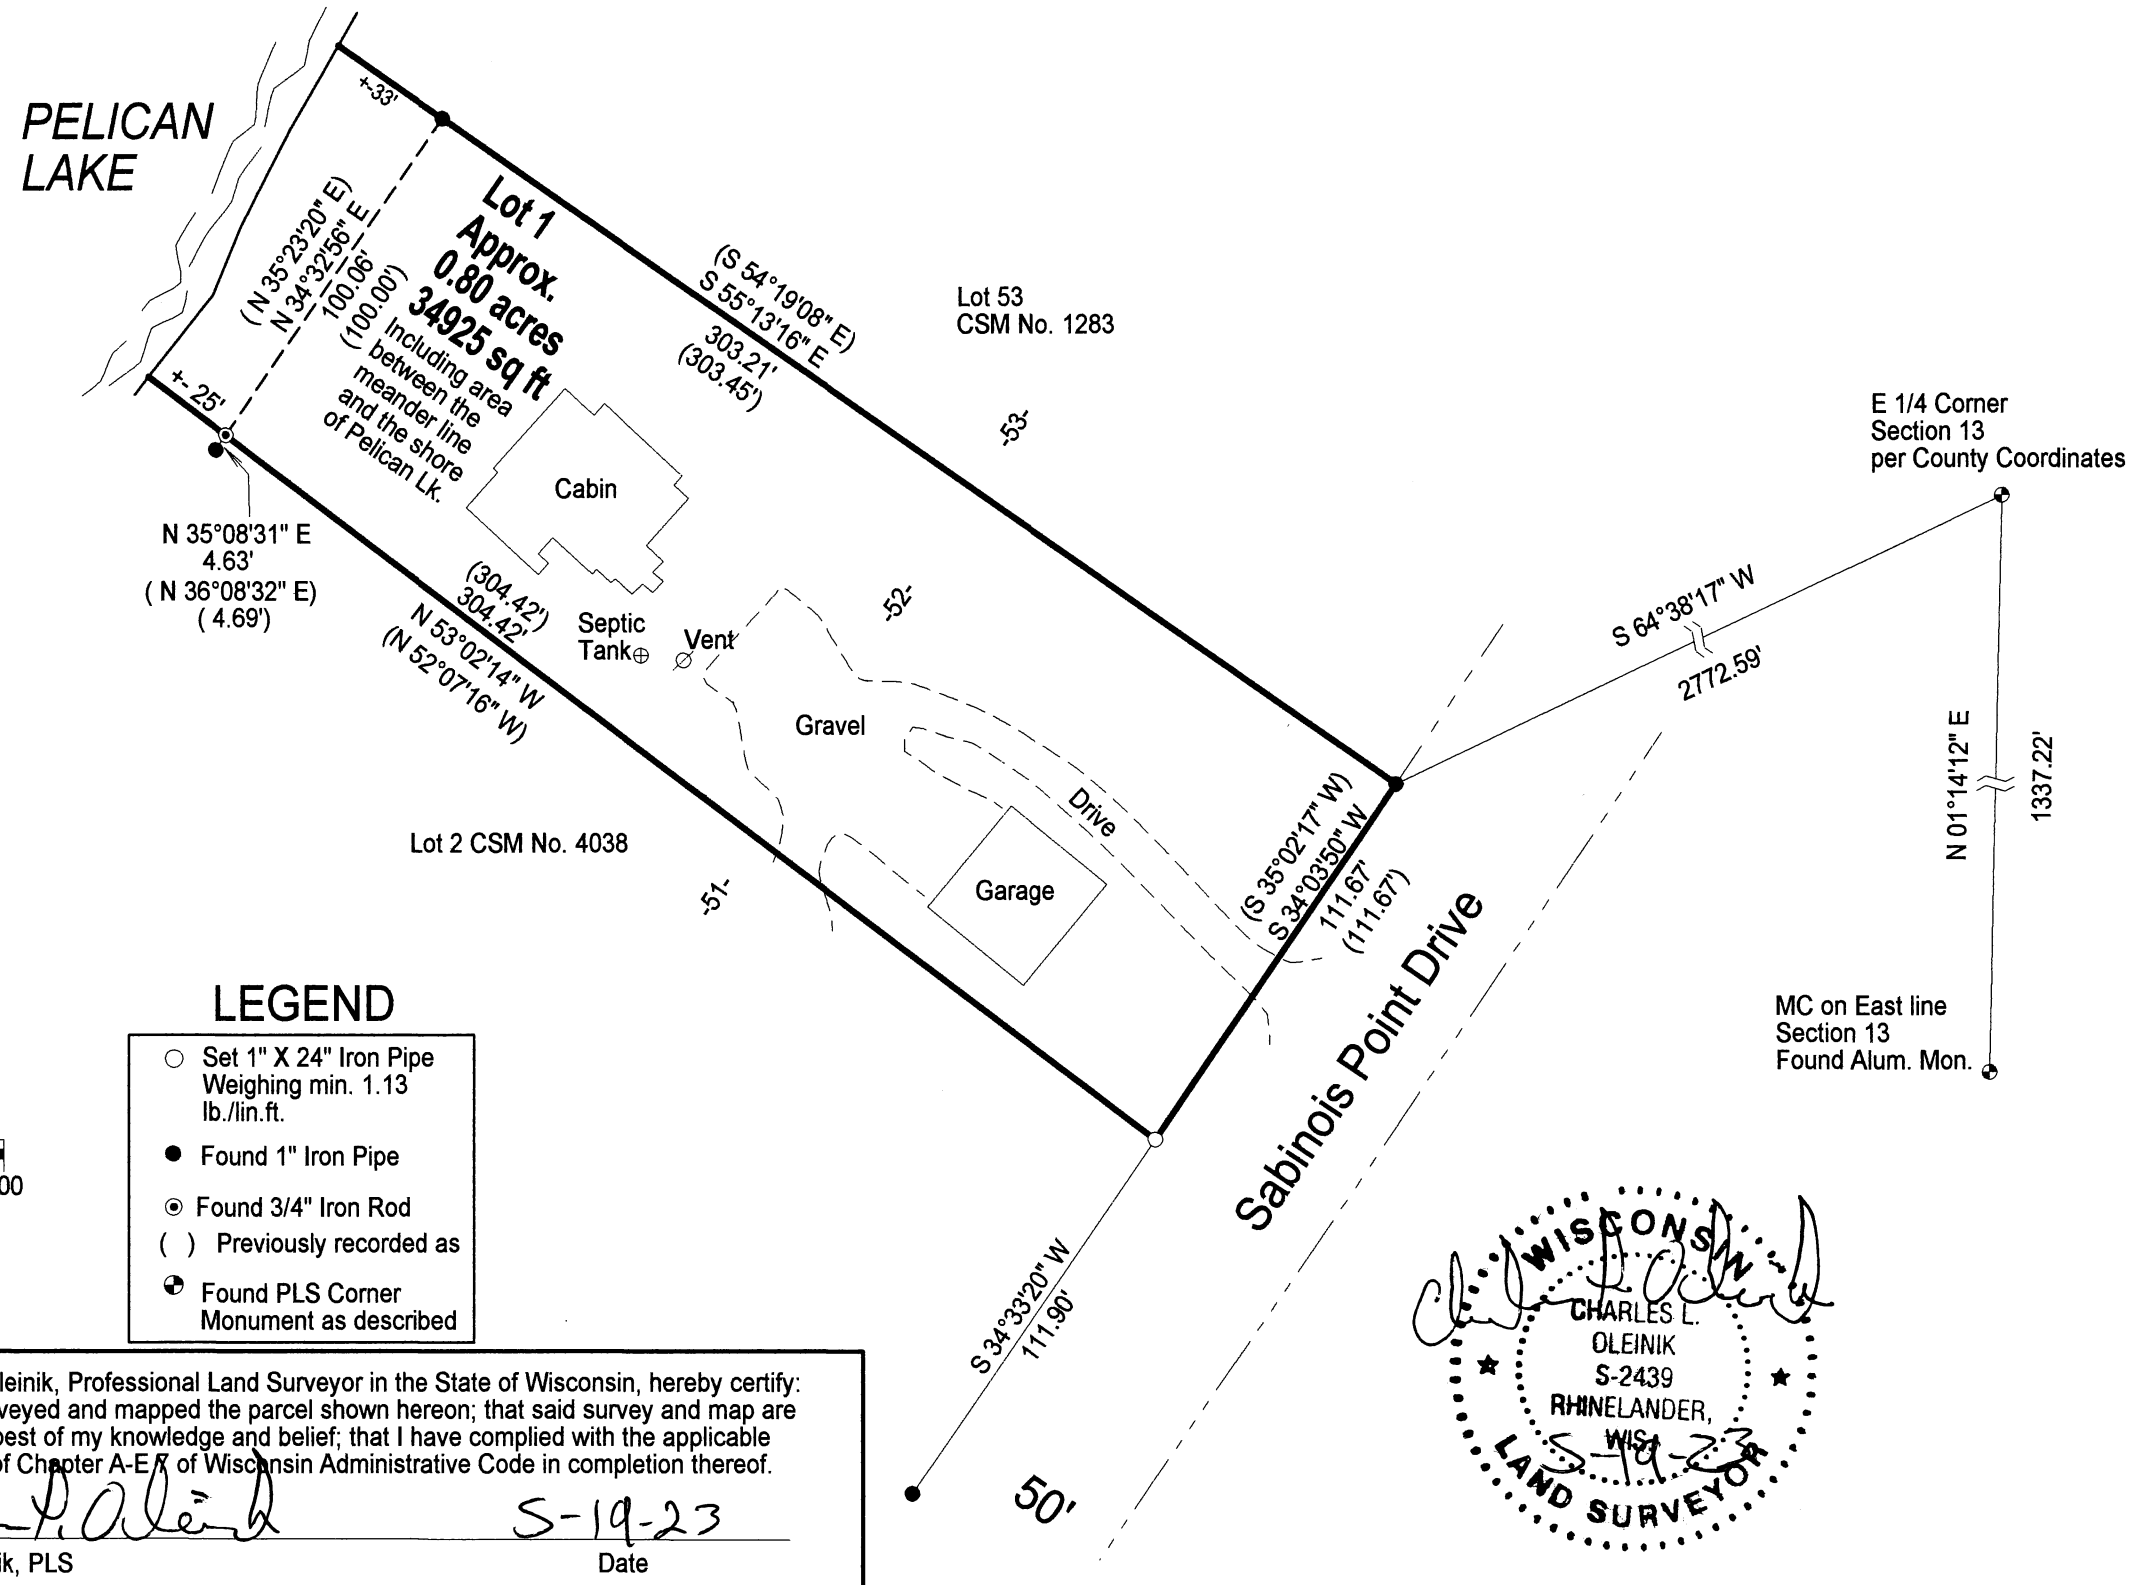 PELICAN
LAKE
+-33'
(N 35°23'20" E)
N 34°32'56" E
100.06'
(100.00')
Lot 1
Approx.
0.80 acres
34925 sq ft
Including area
between the
meander line
and the shore
of Pelican Lk.
(S 54°19'08" E)
S 55°13'16" E
303.21'
(303.45')
Lot 53
CSM No. 1283
-53-
E 1/4 Corner
Section 13
per County Coordinates
+- 25'
Cabin
N 35°08'31" E
4.63'
( N 36°08'32" E)
( 4.69')
(304.42')
304.42'
N 53°02'14" W
(N 52°07'16" W)
Septic
Tank
Vent
-52-
S 64°38'17" W
2772.59'
Gravel
Drive
N 01°14'12" E
1337.22'
Lot 2 CSM No. 4038
-51-
Garage
(S 35°02'17" W)
S 34°03'50" W
111.67'
(111.67')
Sabinois Point Drive
MC on East line
Section 13
Found Alum. Mon.
LEGEND
Set 1" X 24" Iron Pipe
Weighing min. 1.13
lb./lin.ft.
Found 1" Iron Pipe
Found 3/4" Iron Rod
( ) Previously recorded as
Found PLS Corner
Monument as described
00
S 34°33'20" W
111.90'
50'
WISCONSIN
CHARLES L.
OLEINIK
S-2439
RHINELANDER,
WIS.
5-19-23
LAND SURVEYOR
leinik, Professional Land Surveyor in the State of Wisconsin, hereby certify:
veyed and mapped the parcel shown hereon; that said survey and map are
best of my knowledge and belief; that I have complied with the applicable
of Chapter A-E 7 of Wisconsin Administrative Code in completion thereof.
5-19-23
ik, PLS
Date